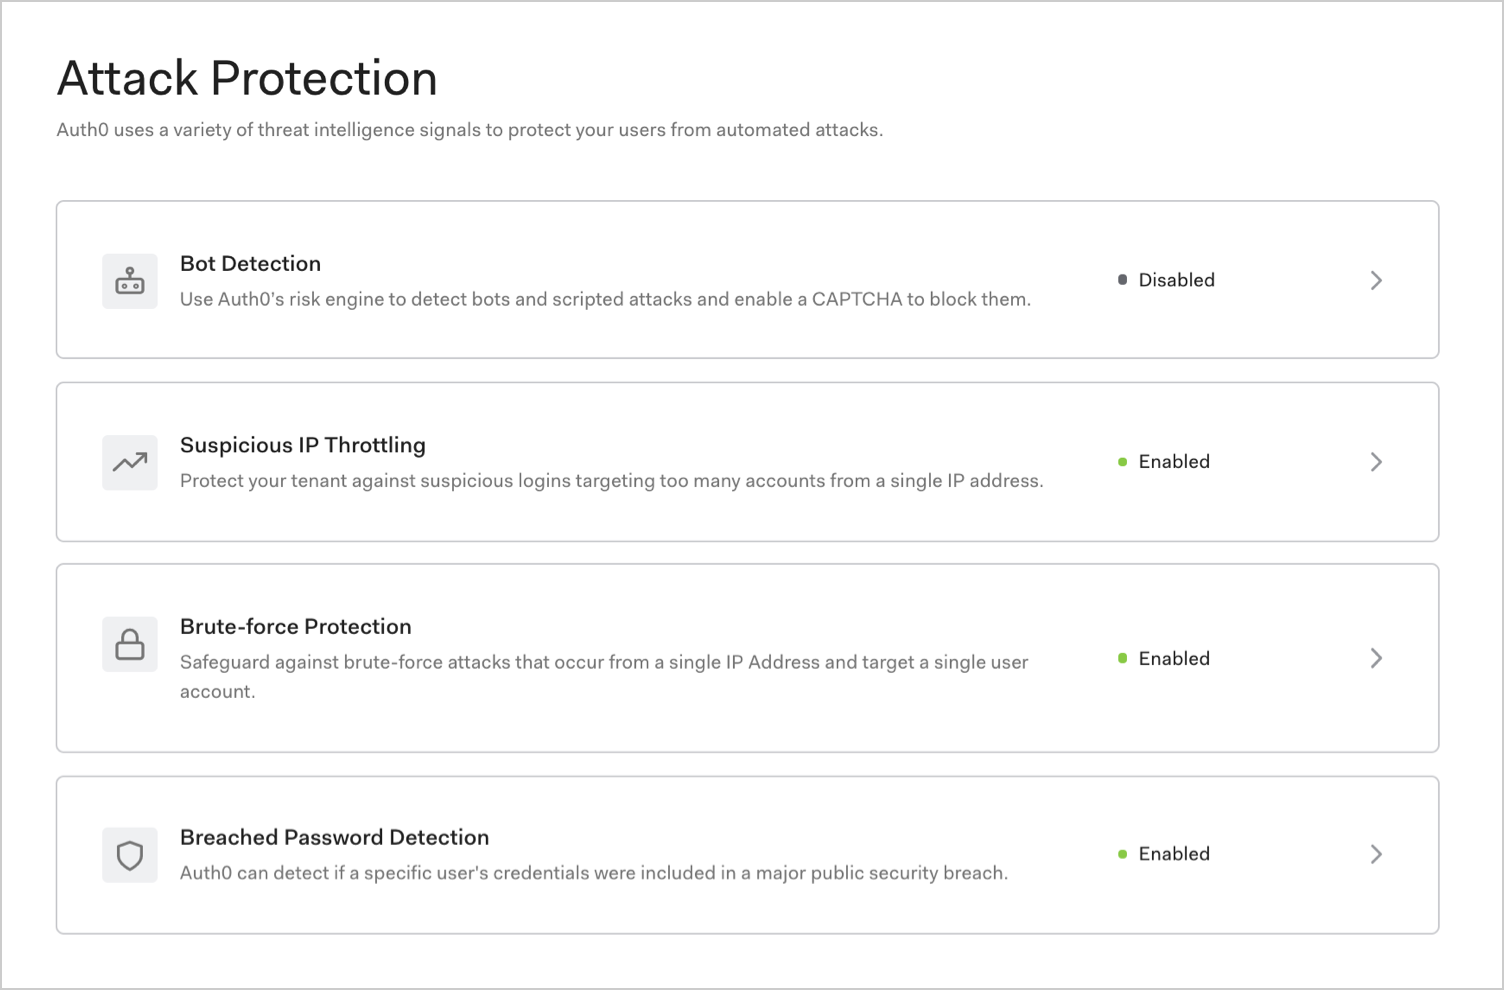 Attack Protection
Auth0 uses a variety of threat intelligence signals to protect your users from automated attacks.
Bot Detection
Use Auth0’s risk engine to detect bots and scripted attacks and enable a CAPTCHA to block them.
Disabled
Suspicious IP Throttling
Protect your tenant against suspicious logins targeting too many accounts from a single IP address.
Enabled
Brute-force Protection
Safeguard against brute-force attacks that occur from a single IP Address and target a single user
account.
Enabled
Breached Password Detection
Auth0 can detect if a specific user's credentials were included in a major public security breach.
Enabled